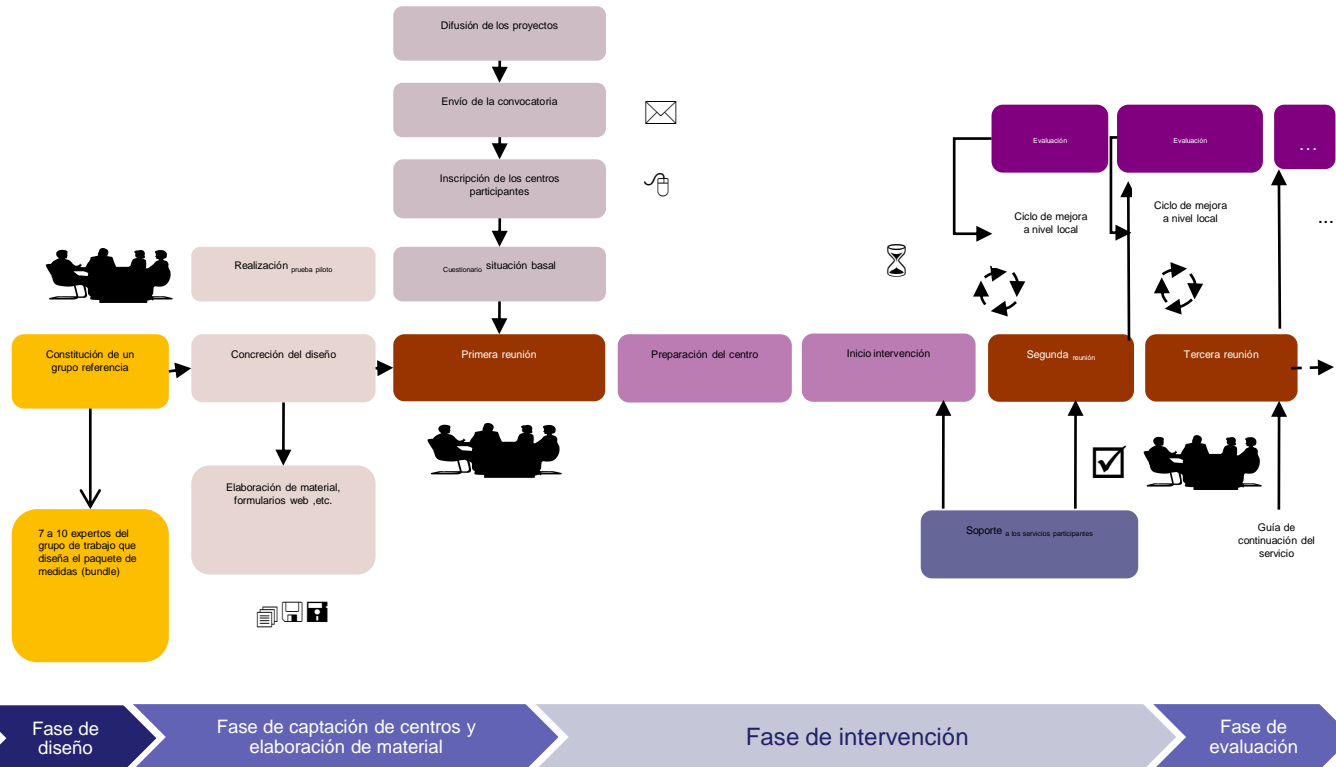 Difusión de los proyectos
Envío de la convocatoria
Inscripción de los centros
participantes
Realización prueba piloto
Cuestionario situación basal
Evaluación
Evaluación
...
Ciclo de mejora
a nivel local
Ciclo de mejora
a nivel local
...
Constitución de un
grupo referencia
Concreción del diseño
Primera reunión
Preparación del centro
Inicio intervención
Segunda reunión
Tercera reunión
7 a 10 expertos del
grupo de trabajo que
diseña el paquete de
medidas (bundle)
Elaboración de material,
formularios web ,etc.
Soporte a los servicios participantes
Guía de
continuación del
servicio
Fase de
diseño
Fase de captación de centros y
elaboración de material
Fase de intervención
Fase de
evaluación